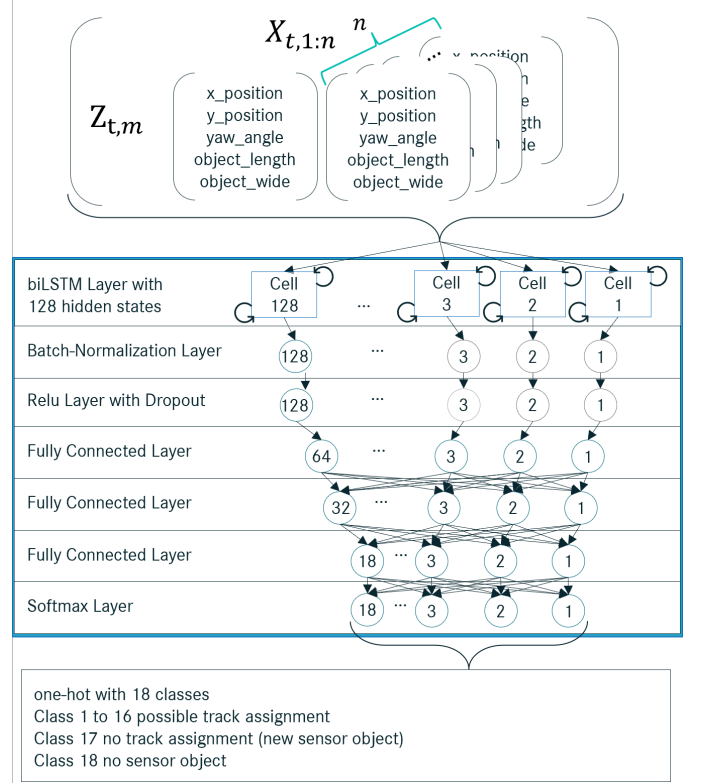 X t,1:n n
Z t,m
x_position
y_position
yaw_angle
object_length
object_wide
x_position
y_position
yaw_angle
object_length
object_wide
... x_position
n
e
gth
de
n
n
biLSTM Layer with
128 hidden states
Cell 128 ... Cell 3 Cell 2 Cell 1
Batch-Normalization Layer 128 ... 3 2 1
Relu Layer with Dropout 128 ... 3 2 1
Fully Connected Layer 64 ... 3 2 1
Fully Connected Layer 32 ... 3 2 1
Fully Connected Layer 18 ... 3 2 1
Softmax Layer 18 ... 3 2 1
one-hot with 18 classes
Class 1 to 16 possible track assignment
Class 17 no track assignment (new sensor object)
Class 18 no sensor object